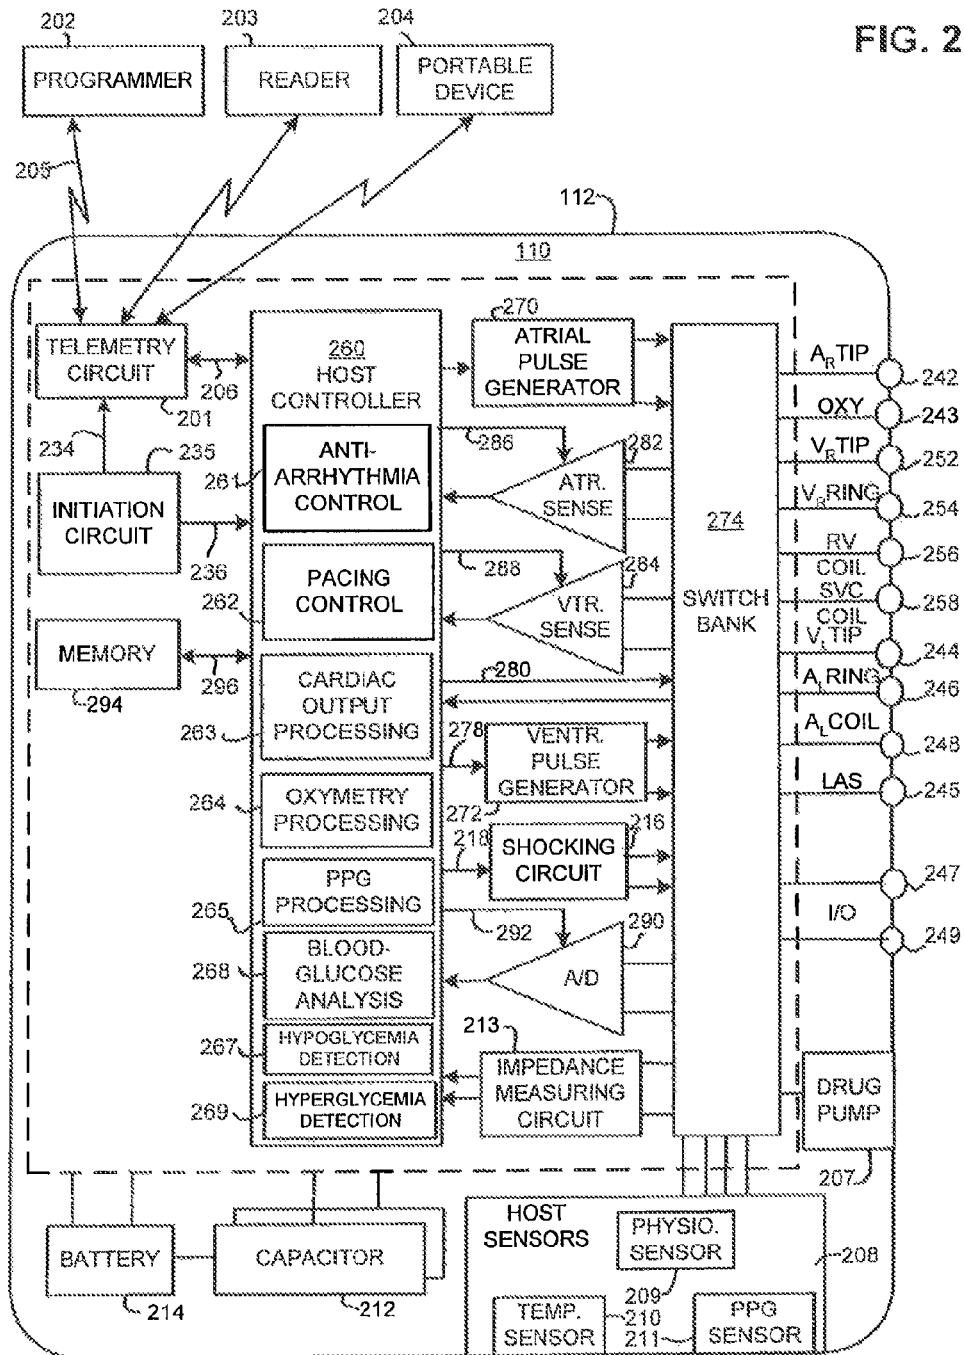 FIG. 2
202
203
204
PROGRAMMER
READER
PORTABLE
DEVICE
205
112
110
TELEMETRY
CIRCUIT
206
201
234
235
INITIATION
CIRCUIT
236
MEMORY
294
296
260
HOST
CONTROLLER
ANTI-
ARRHYTHMIA
CONTROL
261
PACING
CONTROL
262
CARDIAC
OUTPUT
PROCESSING
263
OXYMETRY
PROCESSING
264
PPG
PROCESSING
265
BLOOD-
GLUCOSE
ANALYSIS
268
HYPOGLYCEMIA
DETECTION
267
HYPERGLYCEMIA
DETECTION
269
270
ATRIAL
PULSE
GENERATOR
286
282
ATR.
SENSE
288
284
VTR.
SENSE
280
278
VENTR.
PULSE
GENERATOR
272
218
216
SHOCKING
CIRCUIT
292
290
A/D
213
IMPEDANCE
MEASURING
CIRCUIT
274
SWITCH
BANK
ARTIP
242
OXY
243
VRTIP
252
VRRING
254
RV
COIL
256
SVC
COIL
258
VLTIP
244
ALRING
246
ALCOIL
248
LAS
245
247
I/O
249
DRUG
PUMP
207
BATTERY
214
CAPACITOR
212
HOST
SENSORS
PHYSIO.
SENSOR
209
208
TEMP.
SENSOR
210
211
PPG
SENSOR